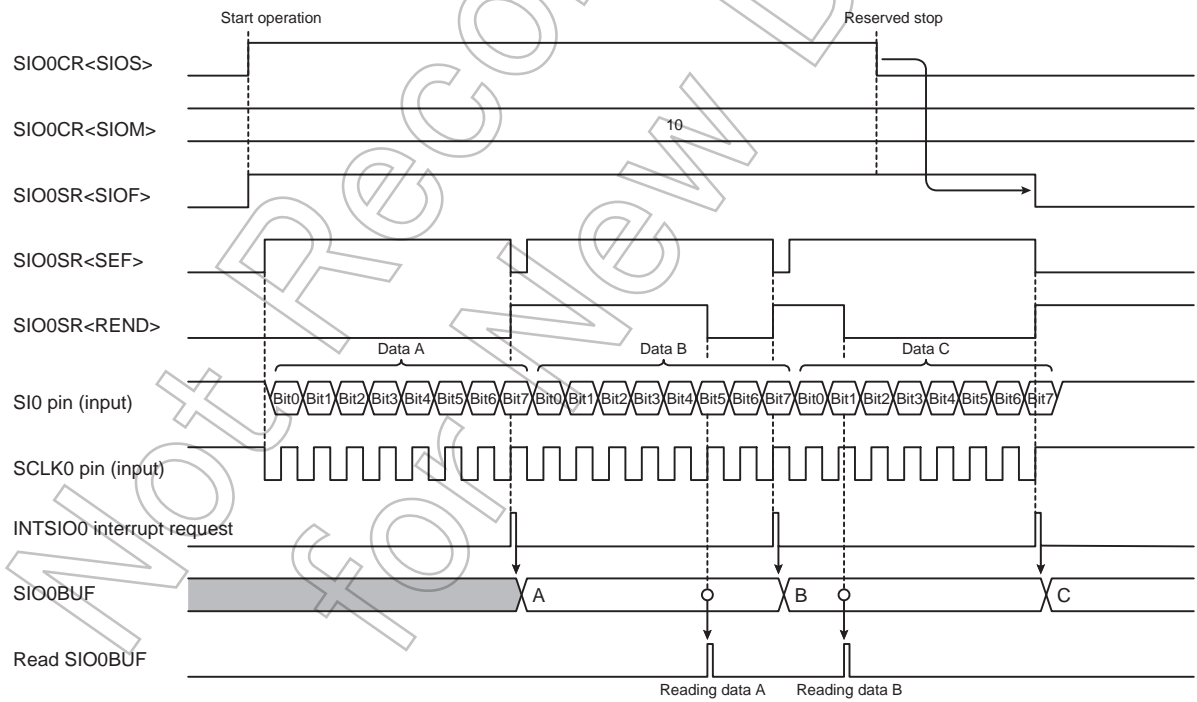 Start operation
Reserved stop
SIO0CR<SIOS>
SIO0CR<SIOM>
10
SIO0SR<SIOF>
SIO0SR<SEF>
SIO0SR<REND>
Data A
Data B
Data C
SI0 pin (input)
Bit0 Bit1 Bit2 Bit3 Bit4 Bit5 Bit6 Bit7 Bit0 Bit1 Bit2 Bit3 Bit4 Bit5 Bit6 Bit7 Bit0 Bit1 Bit2 Bit3 Bit4 Bit5 Bit6 Bit7
SCLK0 pin (input)
INTSIO0 interrupt request
SIO0BUF
A
B
C
Read SIO0BUF
Reading data A
Reading data B
Not
for New